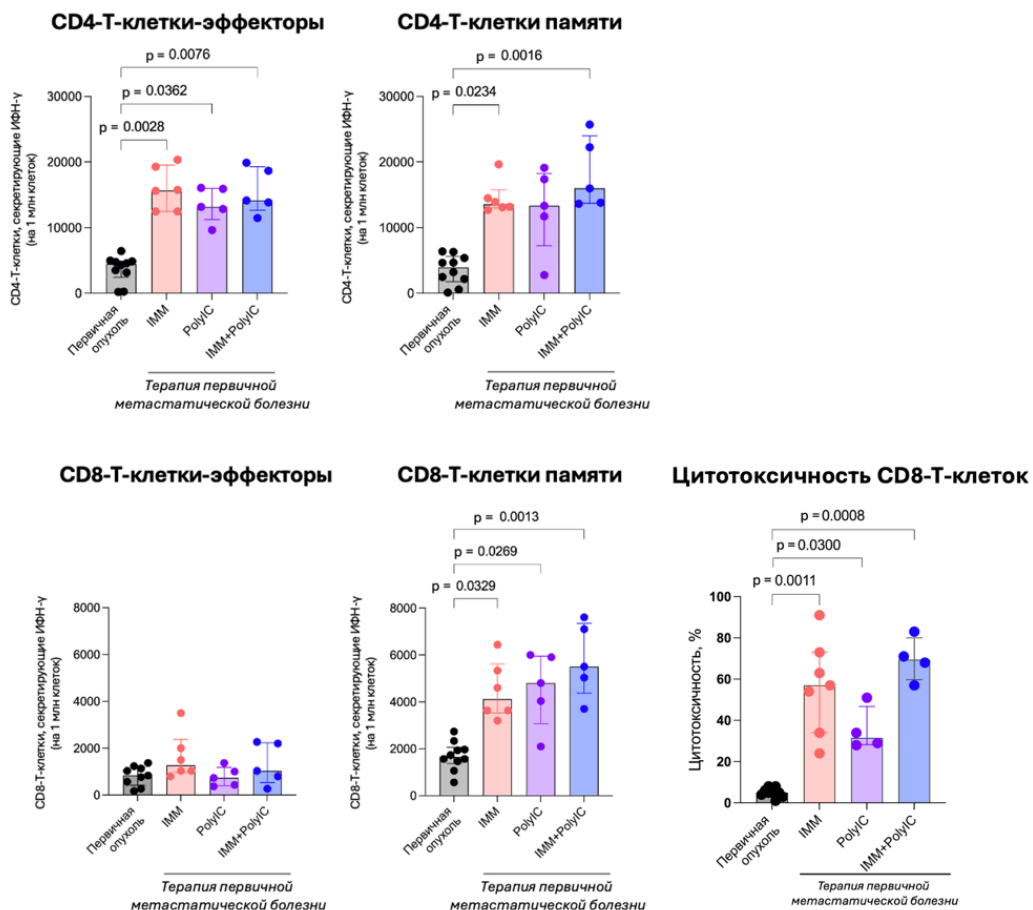 CD4-Т-клетки-эффекторы
p = 0.0076
p = 0.0362
p = 0.0028
30000
20000
10000
0
CD4-Т-клетки, секретирующие ИФН-γ
(на 1 млн клеток)
Первичная
опухоль
IMM
PolyIC
IMM+PolyIC
Терапия первичной
метастатической болезни
CD4-Т-клетки памяти
p = 0.0016
p = 0.0234
30000
20000
10000
0
CD4-Т-клетки, секретирующие ИФН-γ
(на 1 млн клеток)
Первичная
опухоль
IMM
PolyIC
IMM+PolyIC
Терапия первичной
метастатической болезни
CD8-Т-клетки-эффекторы
8000
6000
4000
2000
0
CD8-Т-клетки, секретирующие ИФН-γ
(на 1 млн клеток)
Первичная
опухоль
IMM
PolyIC
IMM+PolyIC
Терапия первичной
метастатической болезни
CD8-Т-клетки памяти
p = 0.0013
p = 0.0269
p = 0.0329
8000
6000
4000
2000
0
CD8-Т-клетки, секретирующие ИФН-γ
(на 1 млн клеток)
Первичная
опухоль
IMM
PolyIC
IMM+PolyIC
Терапия первичной
метастатической болезни
Цитотоксичность CD8-Т-клеток
p =0.0008
p =0.0300
p =0.0011
100
80
60
40
20
0
Цитотоксичность, %
Первичная
опухоль
IMM
PolyIC
IMM+PolyIC
Терапия первичной
метастатической болезни